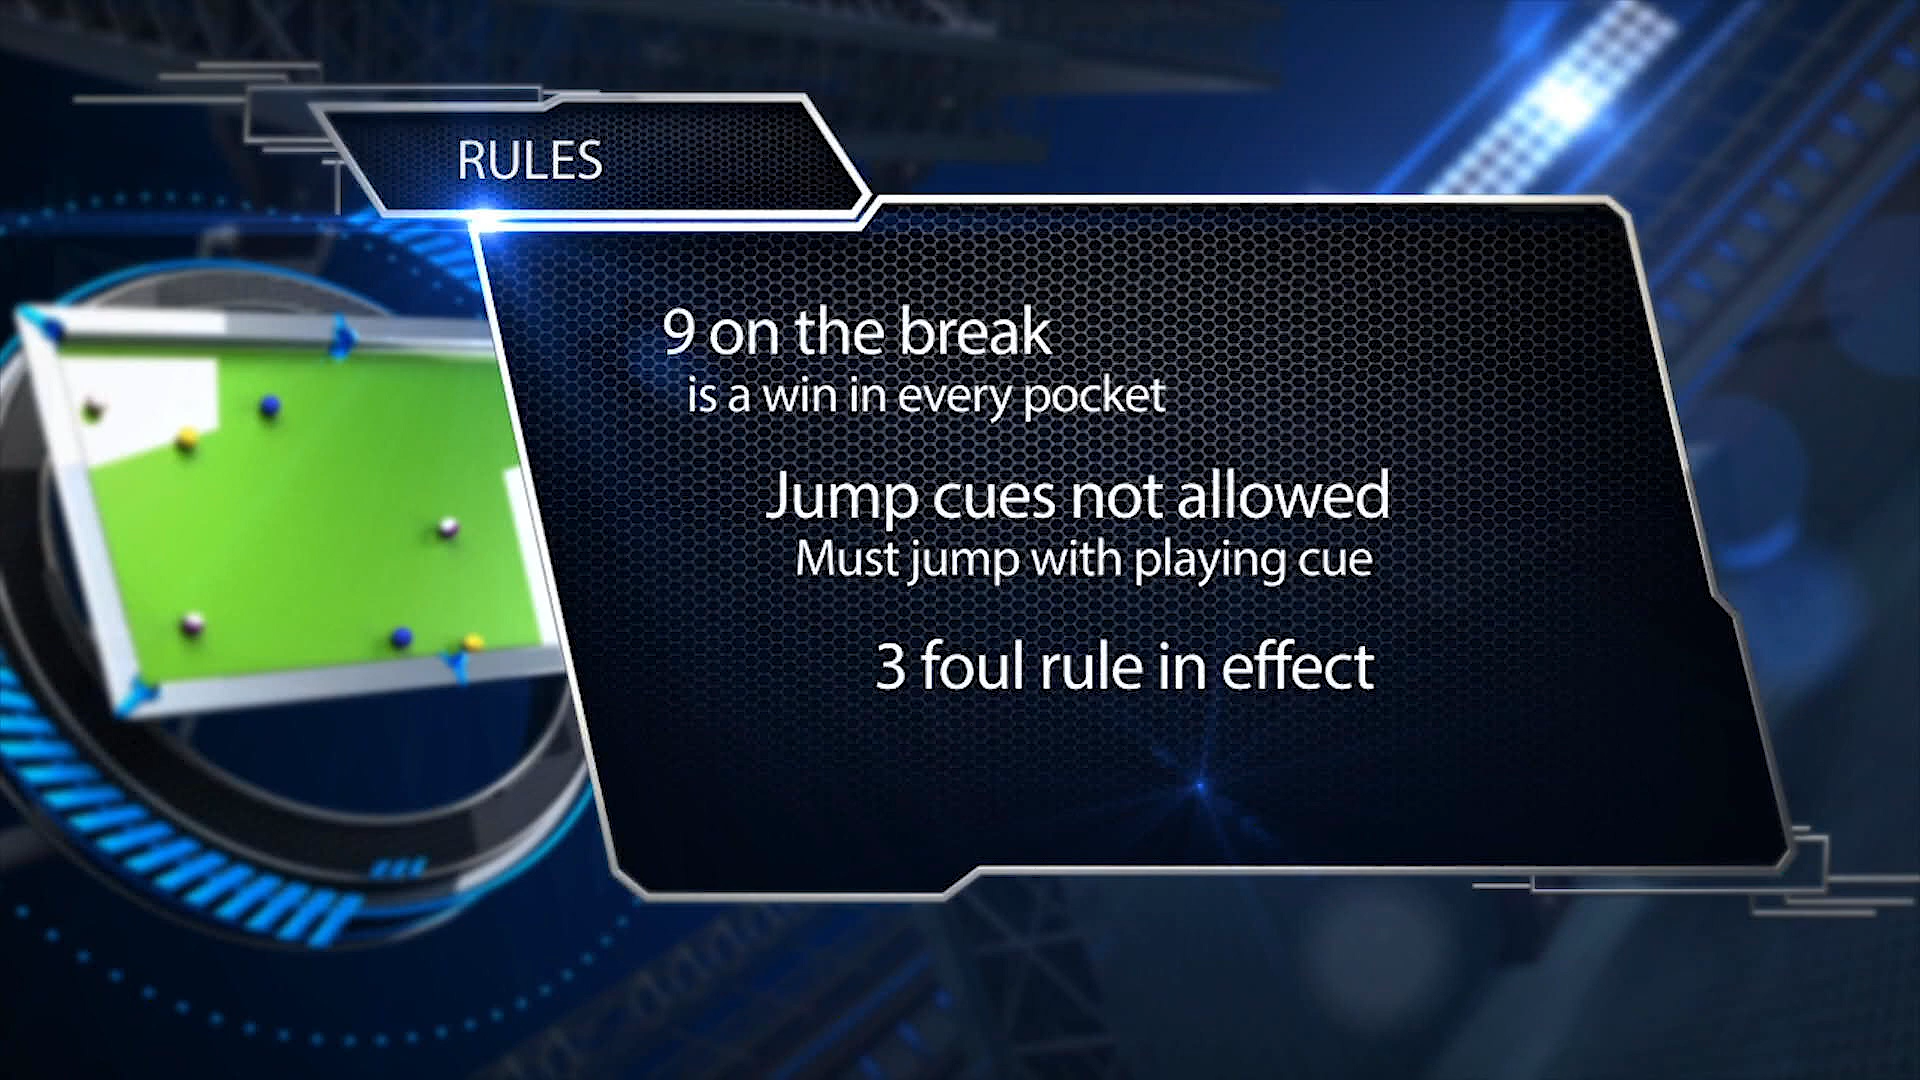 RULES
9 on the break
is a win in every pocket
Jump cues not allowed
Must jump with playing cue
3 foul rule in effect